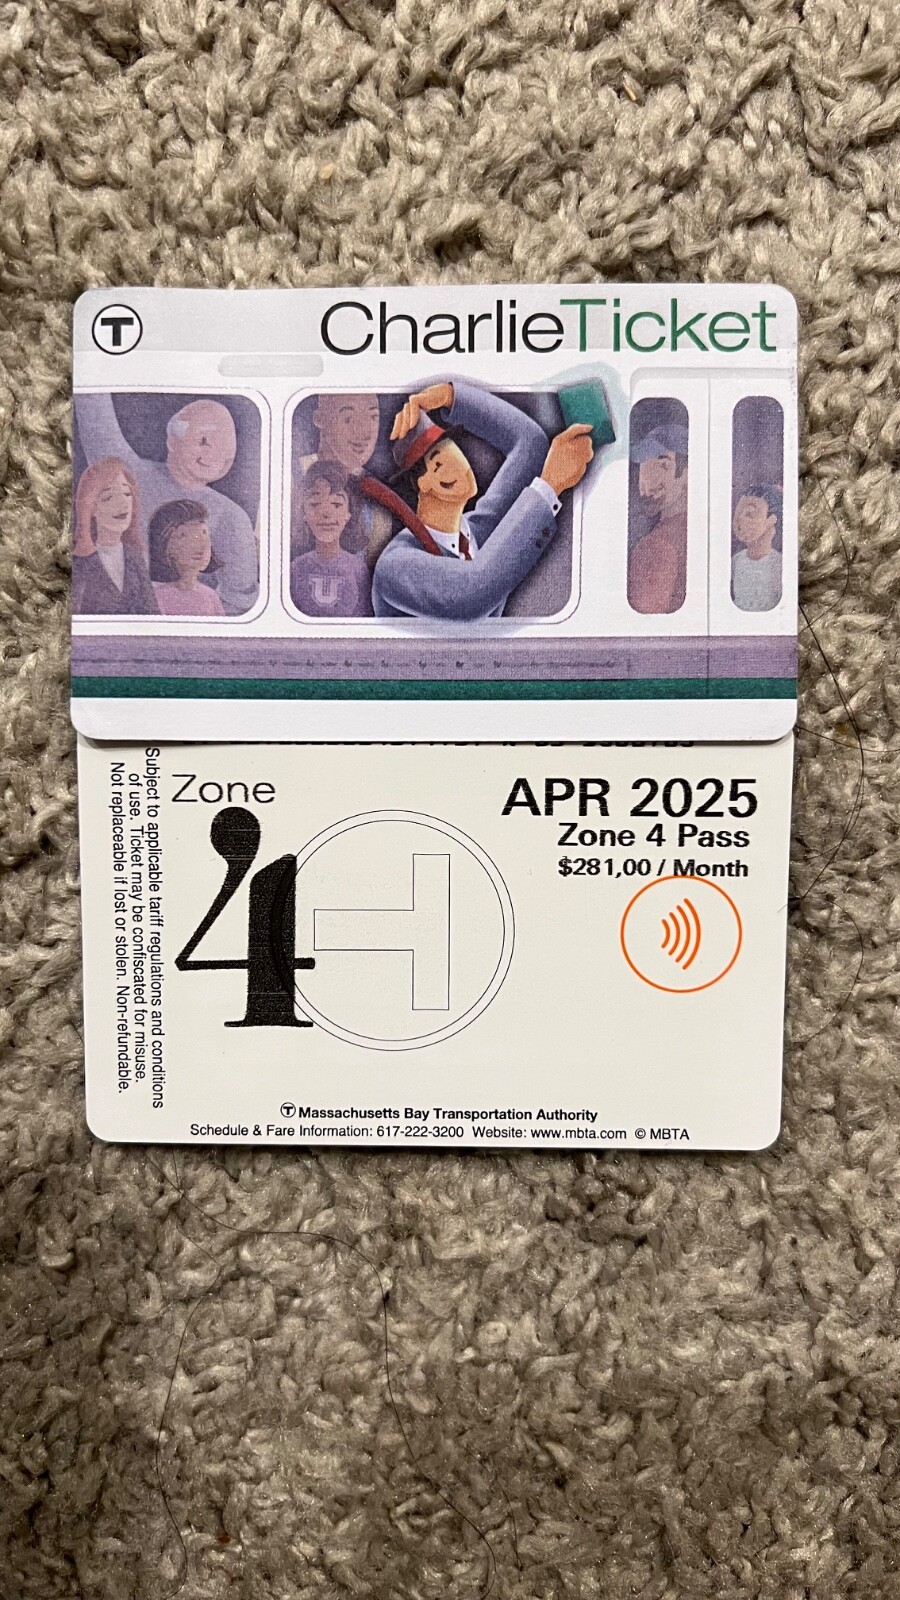 T
CharlieTicket
U
Zone
4
T
APR 2025
Zone 4 Pass
$281,00 / Month
Subject to applicable tariff regulations and conditions
of use. Ticket may be confiscated for misuse.
Not replaceable if lost or stolen. Non-refundable.
T Massachusetts Bay Transportation Authority
Schedule & Fare Information: 617-222-3200 Website: www.mbta.com © MBTA